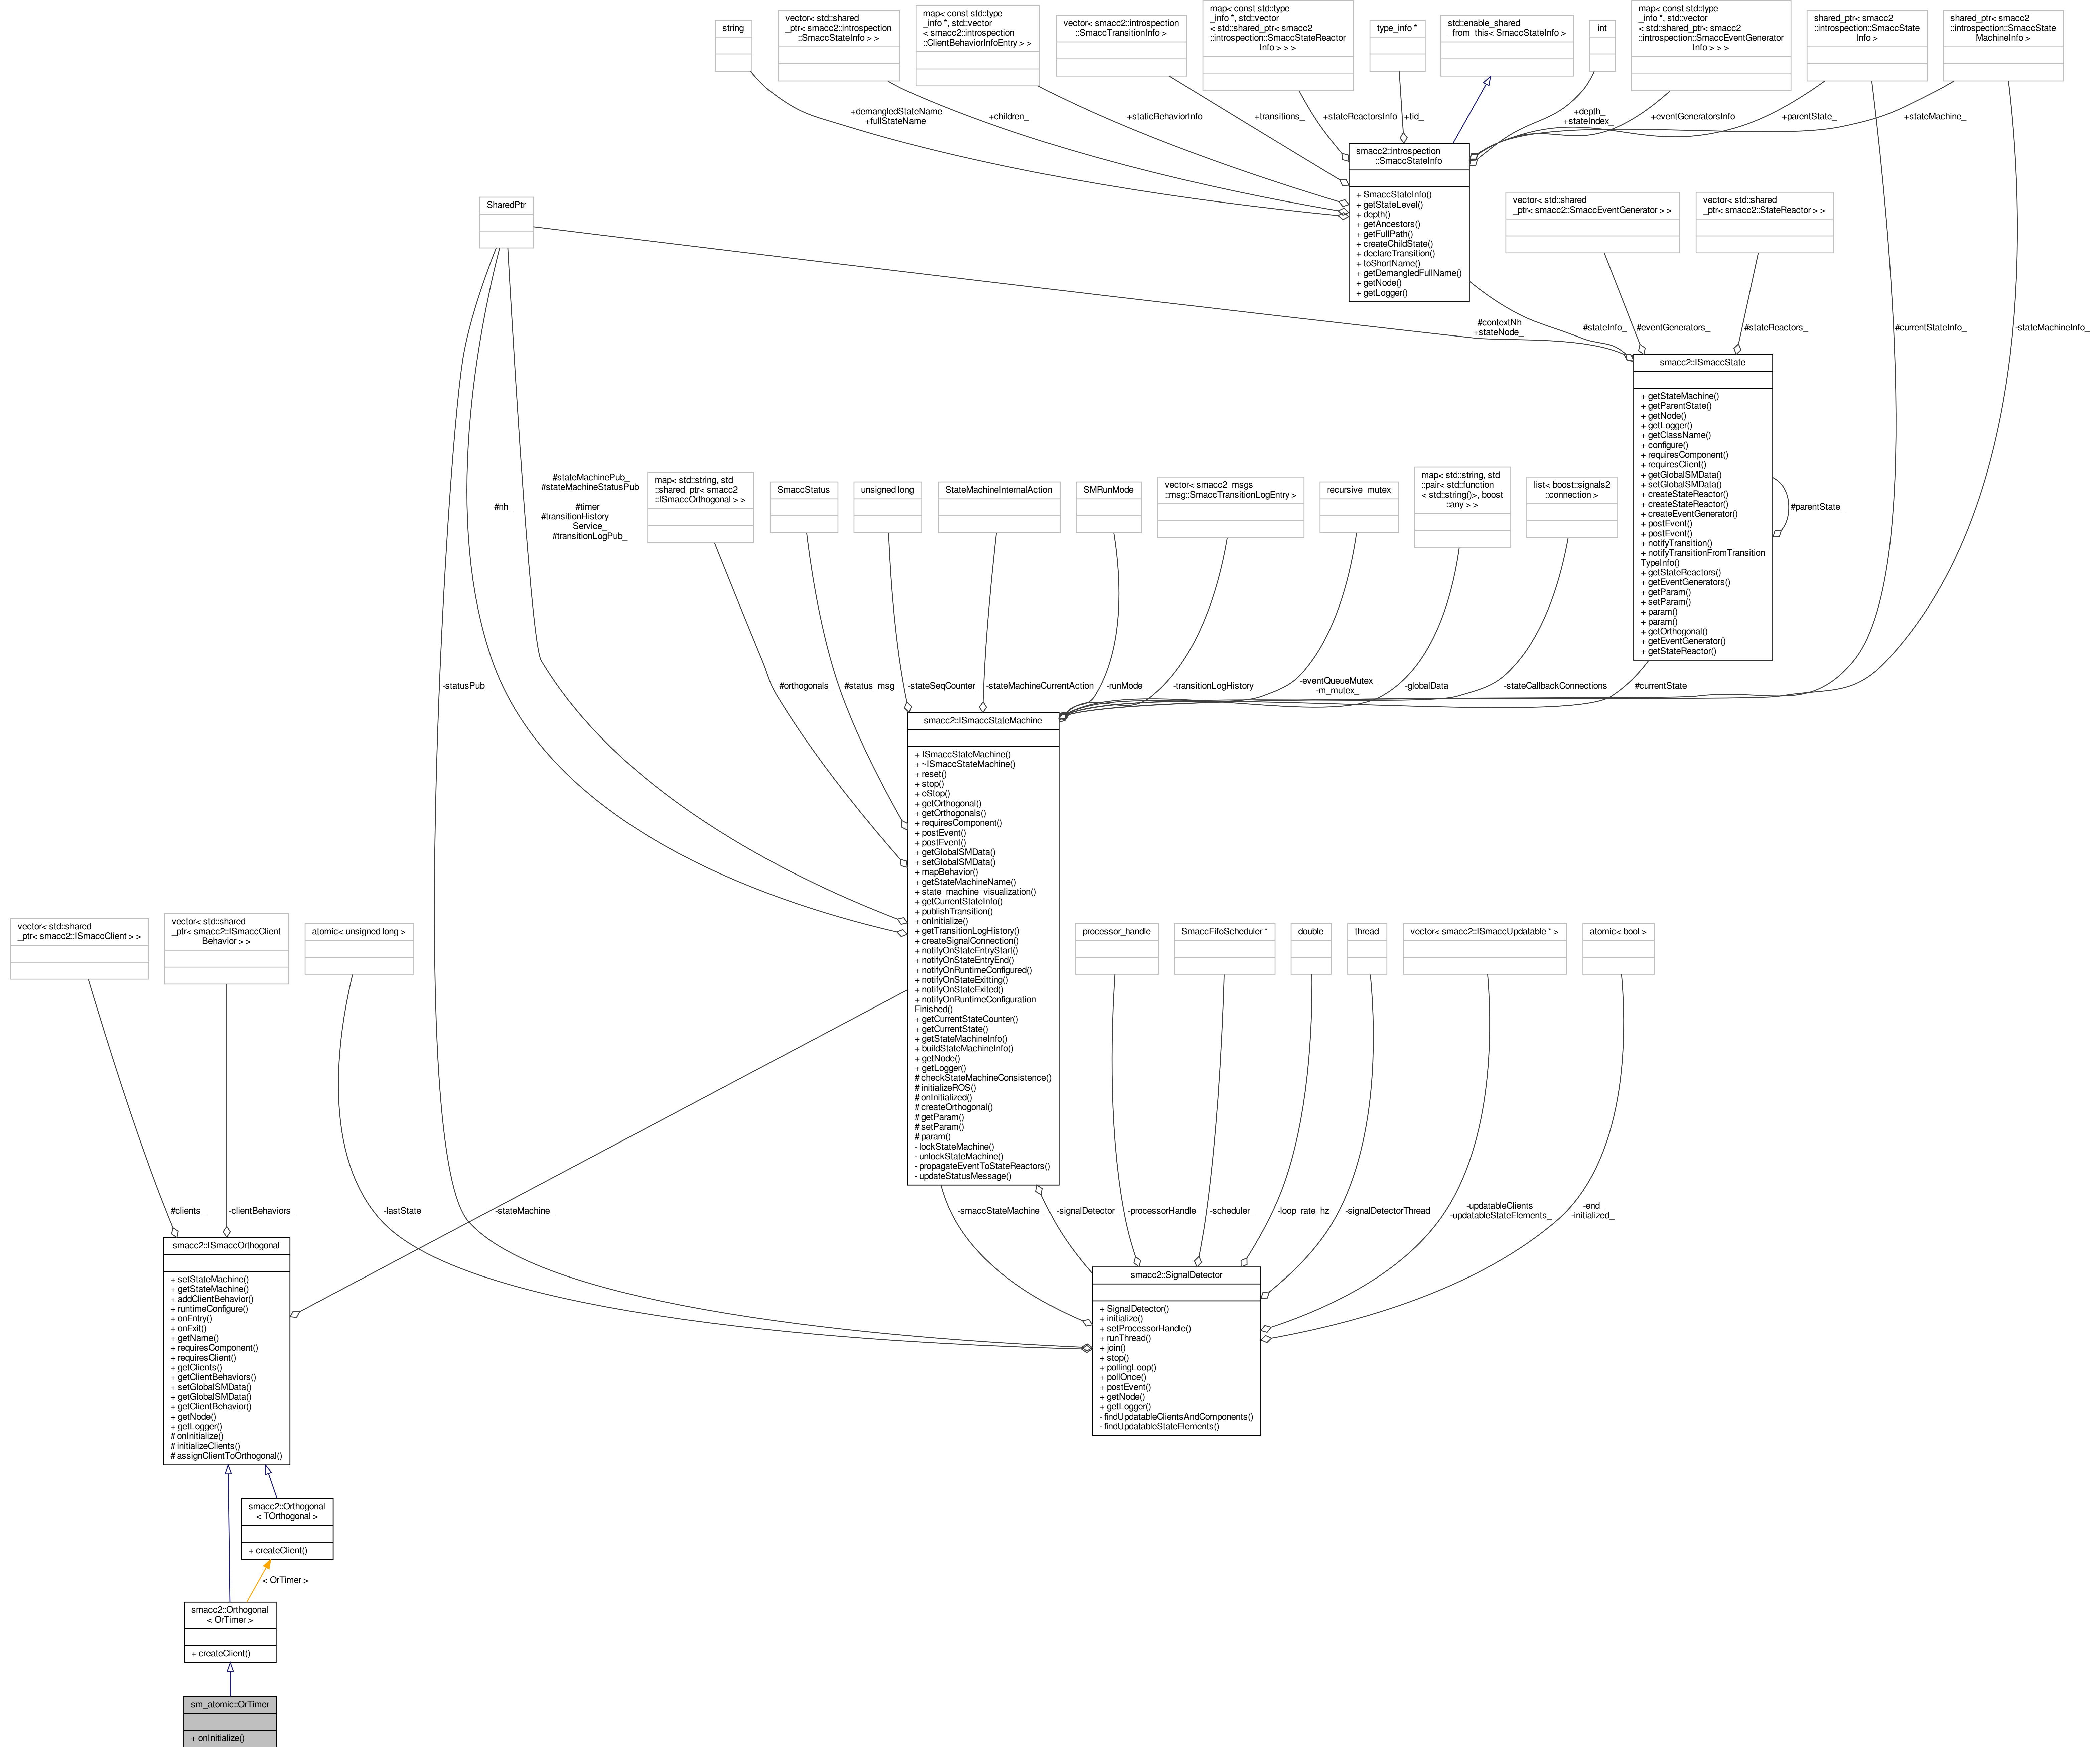 string
vector< std::shared
_ptr< smacc2::introspection
::SmaccStateInfo > >
map< const std::type
_info *, std::vector
< smacc2::introspection
::ClientBehaviorInfoEntry > >
vector< smacc2::introspection
::SmaccTransitionInfo >
map< const std::type
_info *, std::vector
< std::shared_ptr< smacc2
::introspection::SmaccStateReactor
Info > > >
type_info *
std::enable_shared
_from_this< SmaccStateInfo >
int
map< const std::type
_info *, std::vector
< std::shared_ptr< smacc2
::introspection::SmaccEventGenerator
Info > > >
shared_ptr< smacc2
::introspection::SmaccState
Info >
shared_ptr< smacc2
::introspection::SmaccState
MachineInfo >
+demangledStateName
+fullStateName
+children_
+staticBehaviorInfo
+transitions_
+stateReactorsInfo
+tid_
+depth_
+stateIndex_
+eventGeneratorsInfo
+parentState_
+stateMachine_
smacc2::introspection
::SmaccStateInfo
+ SmaccStateInfo()
+ getStateLevel()
+ depth()
+ getAncestors()
+ getFullPath()
+ createChildState()
+ declareTransition()
+ toShortName()
+ getDemangledFullName()
+ getNode()
+ getLogger()
SharedPtr
vector< std::shared
_ptr< smacc2::SmaccEventGenerator > >
vector< std::shared
_ptr< smacc2::StateReactor > >
#contextNh
+stateNode_
#stateInfo_
#eventGenerators_
#stateReactors_
#currentStateInfo_
-stateMachineInfo_
smacc2::ISmaccState
+ getStateMachine()
+ getParentState()
+ getNode()
+ getLogger()
+ getClassName()
+ configure()
+ requiresComponent()
+ requiresClient()
+ getGlobalSMData()
+ setGlobalSMData()
+ createStateReactor()
+ createStateReactor()
+ createEventGenerator()
+ postEvent()
+ postEvent()
+ notifyTransition()
+ notifyTransitionFromTransition
TypeInfo()
+ getStateReactors()
+ getEventGenerators()
+ getParam()
+ setParam()
+ param()
+ param()
+ getOrthogonal()
+ getEventGenerator()
+ getStateReactor()
#parentState_
#nh_
#stateMachinePub_
#stateMachineStatusPub
_
#timer_
#transitionHistory
Service_
#transitionLogPub_
map< std::string, std
::shared_ptr< smacc2
::ISmaccOrthogonal > >
SmaccStatus
unsigned long
StateMachineInternalAction
SMRunMode
vector< smacc2_msgs
::msg::SmaccTransitionLogEntry >
recursive_mutex
map< std::string, std
::pair< std::function
< std::string()>, boost
::any > >
list< boost::signals2
::connection >
-statusPub_
#orthogonals_
#status_msg_
-stateSeqCounter_
-stateMachineCurrentAction
-runMode_
-transitionLogHistory_
-eventQueueMutex_
-m_mutex_
-globalData_
-stateCallbackConnections
#currentState_
smacc2::ISmaccStateMachine
+ ISmaccStateMachine()
+ ~ISmaccStateMachine()
+ reset()
+ stop()
+ eStop()
+ getOrthogonal()
+ getOrthogonals()
+ requiresComponent()
+ postEvent()
+ postEvent()
+ getGlobalSMData()
+ setGlobalSMData()
+ mapBehavior()
+ getStateMachineName()
+ state_machine_visualization()
+ getCurrentStateInfo()
+ publishTransition()
+ onInitialize()
+ getTransitionLogHistory()
+ createSignalConnection()
+ notifyOnStateEntryStart()
+ notifyOnStateEntryEnd()
+ notifyOnRuntimeConfigured()
+ notifyOnStateExitting()
+ notifyOnStateExited()
+ notifyOnRuntimeConfiguration
Finished()
+ getCurrentStateCounter()
+ getCurrentState()
+ getStateMachineInfo()
+ buildStateMachineInfo()
+ getNode()
+ getLogger()
# checkStateMachineConsistence()
# initializeROS()
# onInitialized()
# createOrthogonal()
# getParam()
# setParam()
# param()
- lockStateMachine()
- unlockStateMachine()
- propagateEventToStateReactors()
- updateStatusMessage()
vector< std::shared
_ptr< smacc2::ISmaccClient > >
vector< std::shared
_ptr< smacc2::ISmaccClient
Behavior > >
atomic< unsigned long >
processor_handle
SmaccFifoScheduler *
double
thread
vector< smacc2::ISmaccUpdatable * >
atomic< bool >
#clients_
-clientBehaviors_
-lastState_
-stateMachine_
-smaccStateMachine_
-signalDetector_
-processorHandle_
-scheduler_
-loop_rate_hz
-signalDetectorThread_
-updatableClients_
-updatableStateElements_
-end_
-initialized_
smacc2::ISmaccOrthogonal
+ setStateMachine()
+ getStateMachine()
+ addClientBehavior()
+ runtimeConfigure()
+ onEntry()
+ onExit()
+ getName()
+ requiresComponent()
+ requiresClient()
+ getClients()
+ getClientBehaviors()
+ setGlobalSMData()
+ getGlobalSMData()
+ getClientBehavior()
+ getNode()
+ getLogger()
# onInitialize()
# initializeClients()
# assignClientToOrthogonal()
smacc2::SignalDetector
+ SignalDetector()
+ initialize()
+ setProcessorHandle()
+ runThread()
+ join()
+ stop()
+ pollingLoop()
+ pollOnce()
+ postEvent()
+ getNode()
+ getLogger()
- findUpdatableClientsAndComponents()
- findUpdatableStateElements()
smacc2::Orthogonal
< TOrthogonal >
+ createClient()
< OrTimer >
smacc2::Orthogonal
< OrTimer >
+ createClient()
sm_atomic::OrTimer
+ onInitialize()